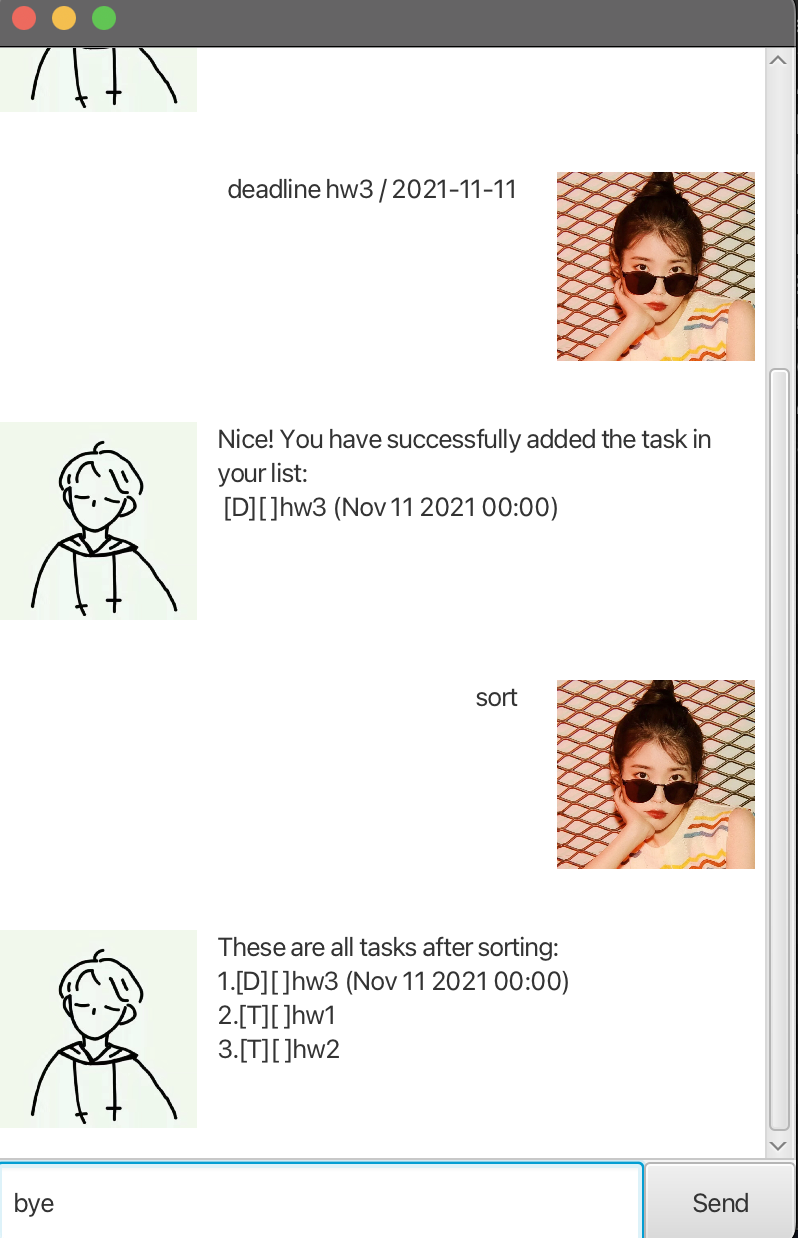 deadline hw3 / 2021-11-11
Nice! You have successfully added the task in
your list:
[D][ ]hw3 (Nov 11 2021 00:00)
sort
These are all tasks after sorting:
1.[D][ ]hw3 (Nov 11 2021 00:00)
2.[T][ ]hw1
3.[T][ ]hw2
bye
Send